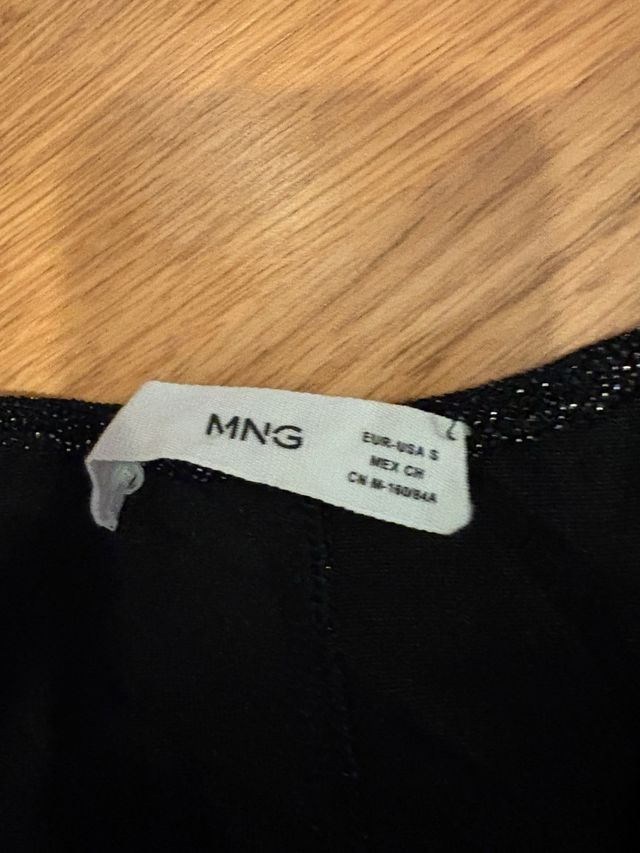 MNG
EUR-USA S
MEX CH
CN M-160/84A